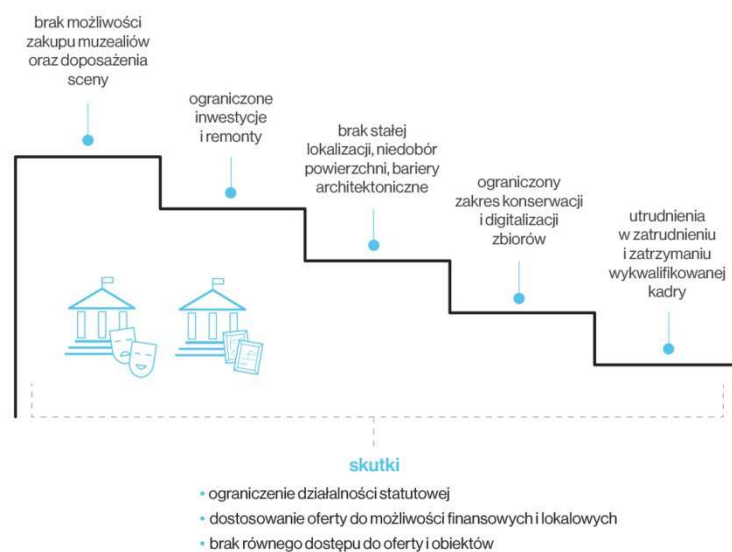 brak możliwości
zakupu muzealiów
oraz doposażenia
sceny
ograniczone
inwestycje
i remonty
brak stałej
lokalizacji, niedobór
powierzchni, bariery
architektoniczne
ograniczony
zakres konserwacji
i digitalizacji
zbiorów
utrudnienia
w zatrudnieniu
i zatrzymaniu
wykwalifikowanej
kadry
skutki
• ograniczenie działalności statutowej
• dostosowanie oferty do możliwości finansowych i lokalowych
• brak równego dostępu do oferty i obiektów